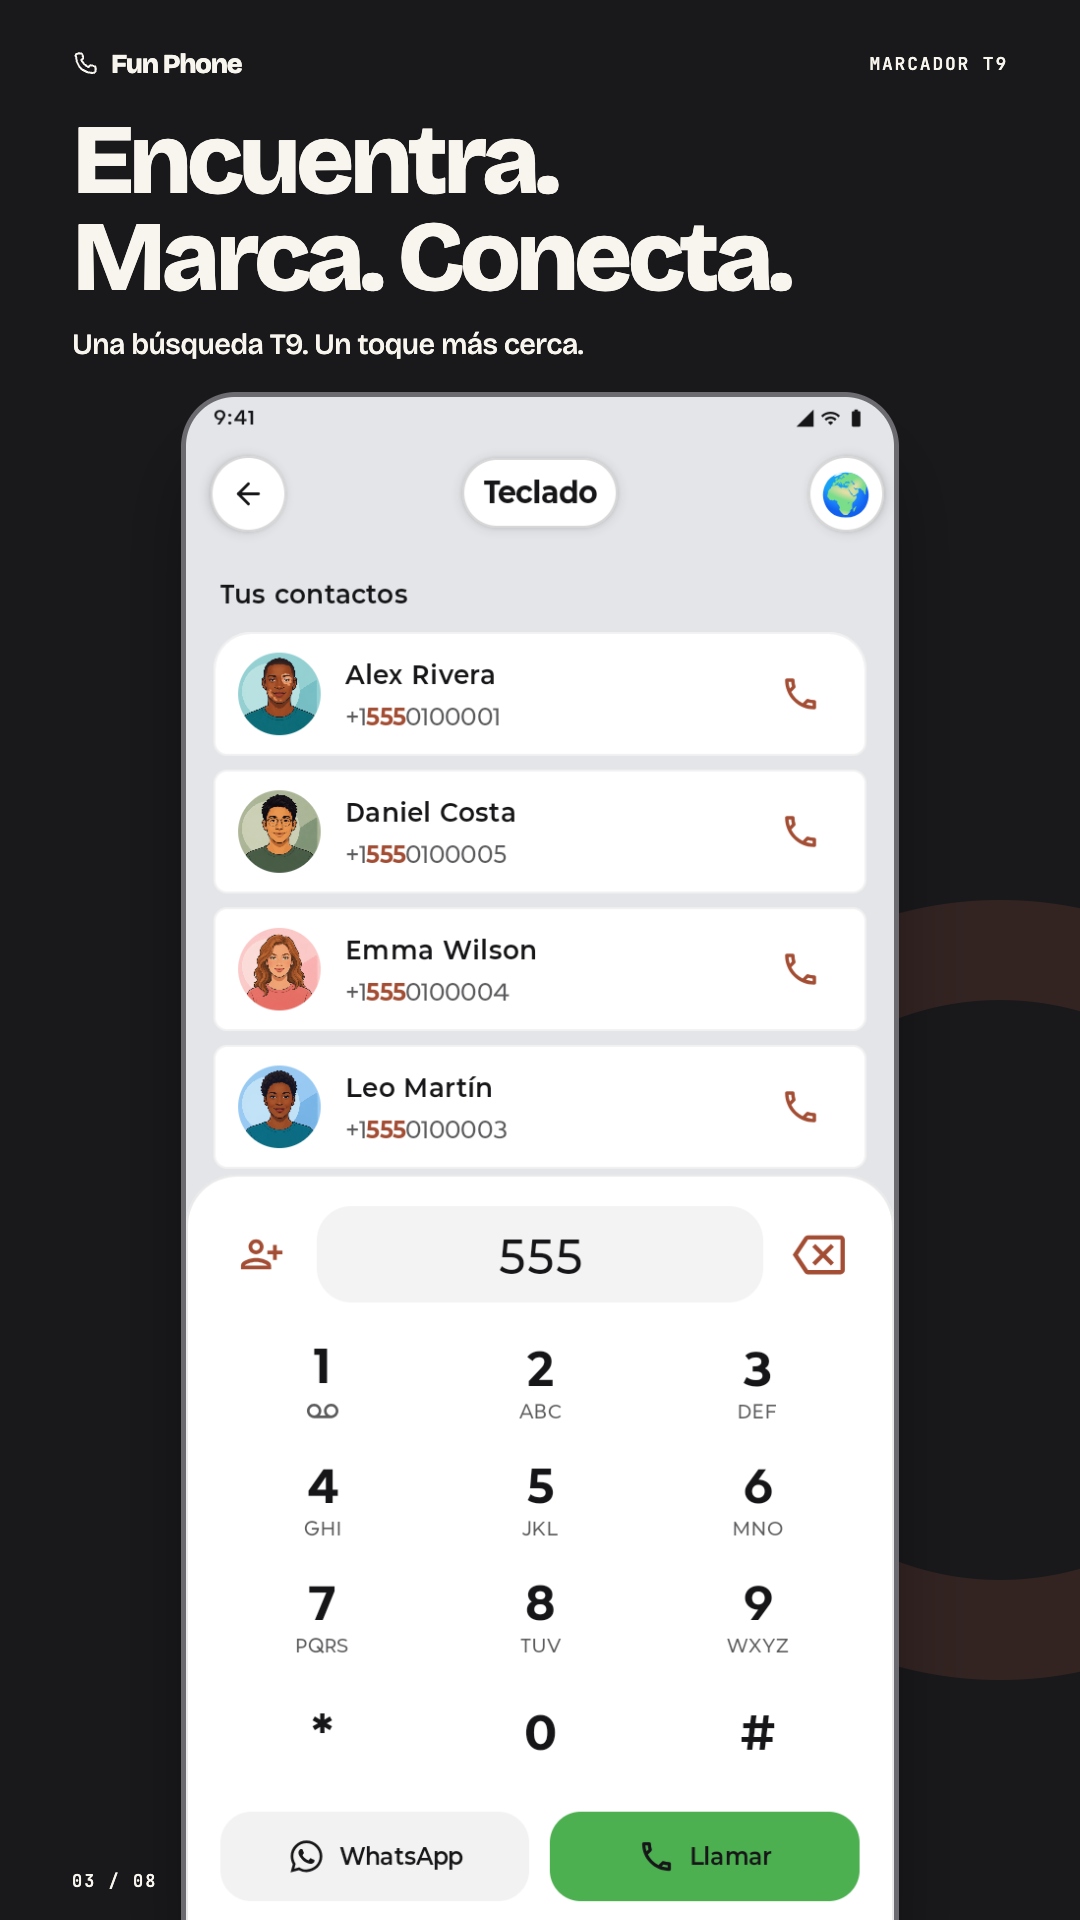 Fun Phone
MARCADOR T9
Encuentra.
Marca. Conecta.
Una búsqueda T9. Un toque más cerca.
9:41
Teclado
Tus contactos
Alex Rivera
+15550100001
Daniel Costa
+15550100005
Emma Wilson
+15550100004
Leo Martín
+15550100003
555
1 2 3
ABC DEF
4 5 6
GHI JKL MNO
7 8 9
PQRS TUV WXYZ
* 0 #
WhatsApp Llamar
03 / 08